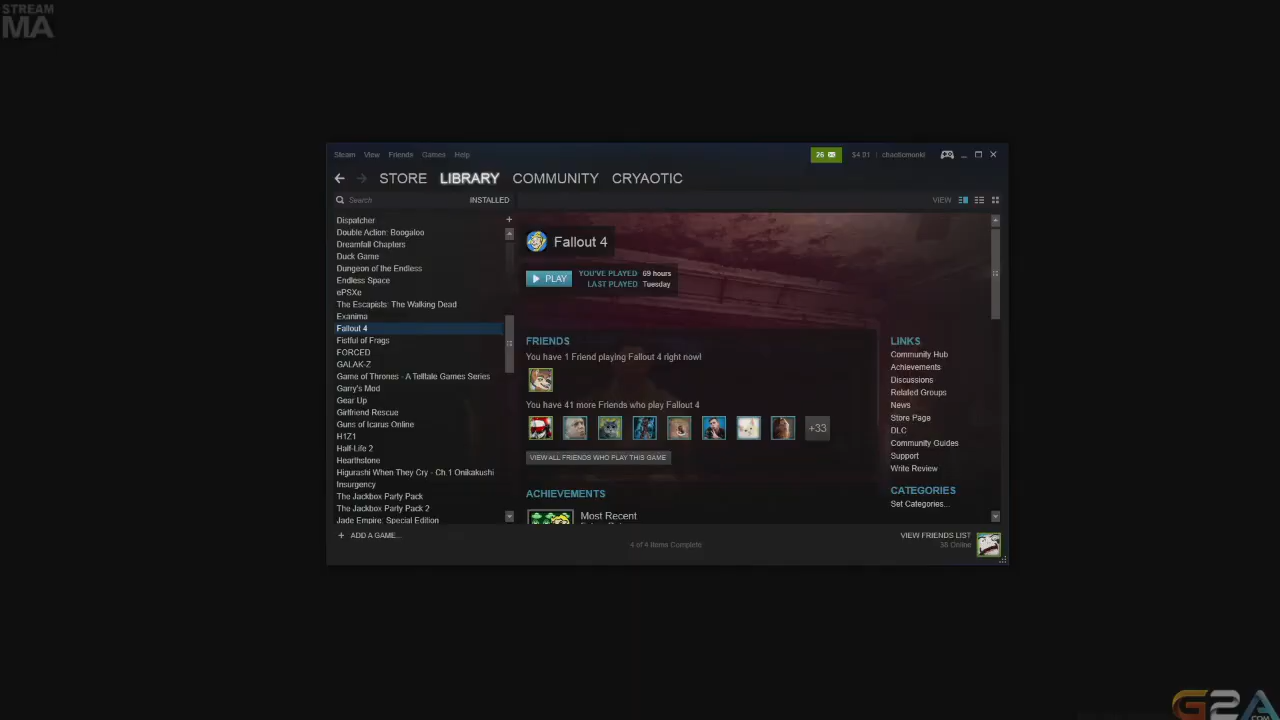 STREAM
MA
Steam View Friends Games Help
26 $4.91 chaoticmonki
STORE LIBRARY COMMUNITY CRYAOTIC
Search INSTALLED VIEW
Dispatcher
Double Action: Boogaloo
Dreamfall Chapters
Duck Game
Dungeon of the Endless
Endless Space
ePSXe
The Escapists: The Walking Dead
Exanima
Fallout 4
Fistful of Frags
FORCED
GALAK-Z
Game of Thrones - A Telltale Games Series
Garry's Mod
Gear Up
Girlfriend Rescue
Guns of Icarus Online
H1Z1
Half-Life 2
Hearthstone
Higurashi When They Cry - Ch.1 Onikakushi
Insurgency
The Jackbox Party Pack
The Jackbox Party Pack 2
Jade Empire: Special Edition
+ ADD A GAME...
Fallout 4
PLAY
YOU'VE PLAYED 69 hours
LAST PLAYED Tuesday
FRIENDS
You have 1 Friend playing Fallout 4 right now!
You have 41 more Friends who play Fallout 4
+33
VIEW ALL FRIENDS WHO PLAY THIS GAME
ACHIEVEMENTS
Most Recent
LINKS
Community Hub
Achievements
Discussions
Related Groups
News
Store Page
DLC
Community Guides
Support
Write Review
CATEGORIES
Set Categories...
4 of 4 Items Complete
VIEW FRIENDS LIST
38 Online
G2A
.COM